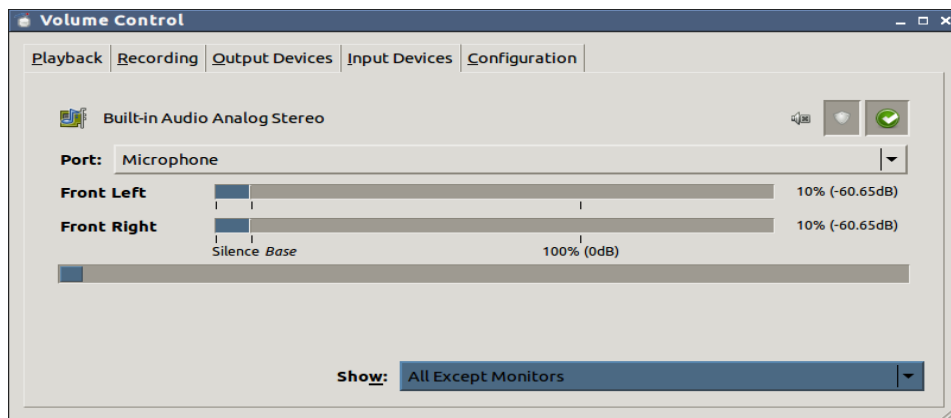 Volume Control
Playback Recording Output Devices Input Devices Configuration
Built-in Audio Analog Stereo
Port: Microphone
Front Left 10% (-60.65dB)
Front Right 10% (-60.65dB)
Silence Base 100% (0dB)
Show: All Except Monitors